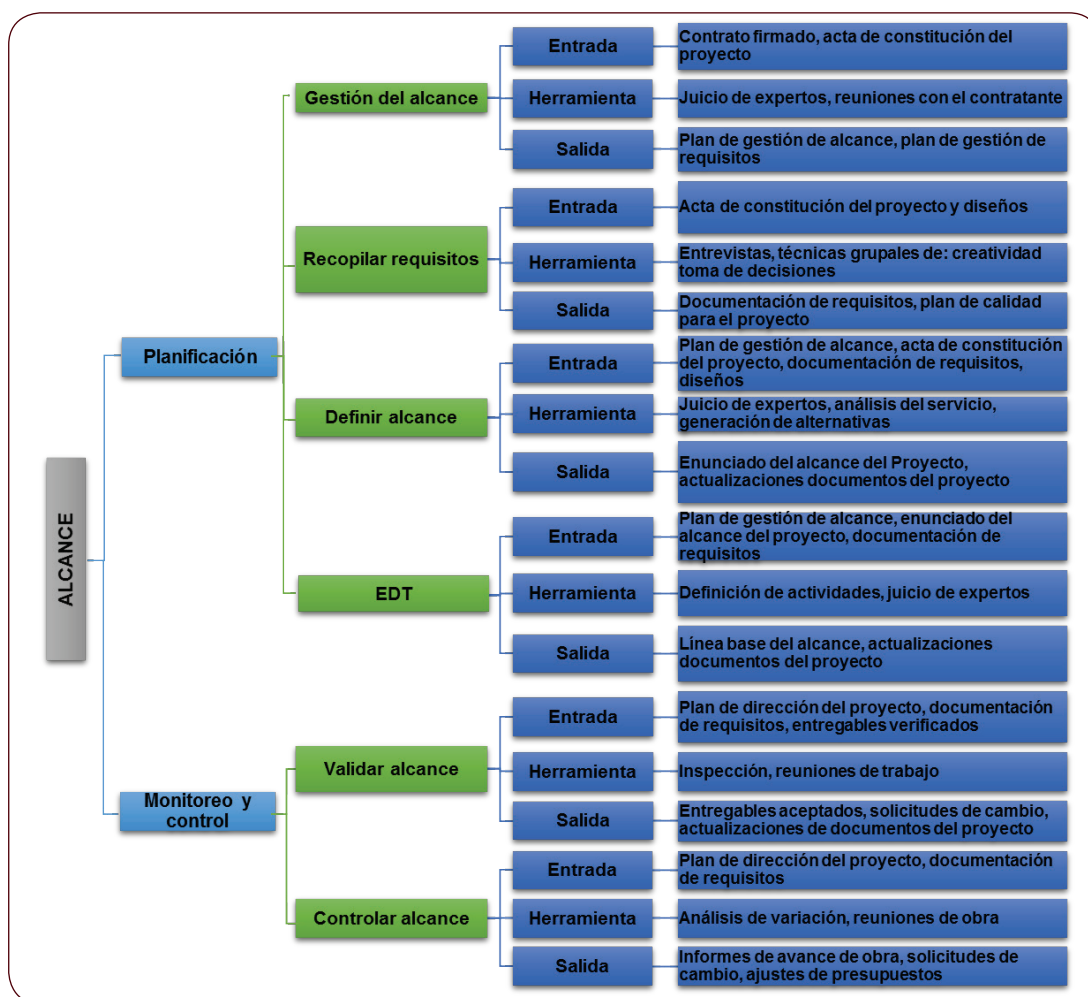 ALCANCE
Planificación
Gestión del alcance
Entrada
Contrato firmado, acta de constitución del
proyecto
Herramienta
Juicio de expertos, reuniones con el contratante
Salida
Plan de gestión de alcance, plan de gestión de
requisitos
Recopilar requisitos
Entrada
Acta de constitución del proyecto y diseños
Herramienta
Entrevistas, técnicas grupales de: creatividad
toma de decisiones
Salida
Documentación de requisitos, plan de calidad
para el proyecto
Definir alcance
Entrada
Plan de gestión de alcance, acta de constitución
del proyecto, documentación de requisitos,
diseños
Herramienta
Juicio de expertos, análisis del servicio,
generación de alternativas
Salida
Enunciado del alcance del Proyecto,
actualizaciones documentos del proyecto
EDT
Entrada
Plan de gestión de alcance, enunciado del
alcance del proyecto, documentación de
requisitos
Herramienta
Definición de actividades, juicio de expertos
Salida
Línea base del alcance, actualizaciones
documentos del proyecto
Monitoreo y
control
Validar alcance
Entrada
Plan de dirección del proyecto, documentación
de requisitos, entregables verificados
Herramienta
Inspección, reuniones de trabajo
Salida
Entregables aceptados, solicitudes de cambio,
actualizaciones de documentos del proyecto
Controlar alcance
Entrada
Plan de dirección del proyecto, documentación
de requisitos
Herramienta
Análisis de variación, reuniones de obra
Salida
Informes de avance de obra, solicitudes de
cambio, ajustes de presupuestos